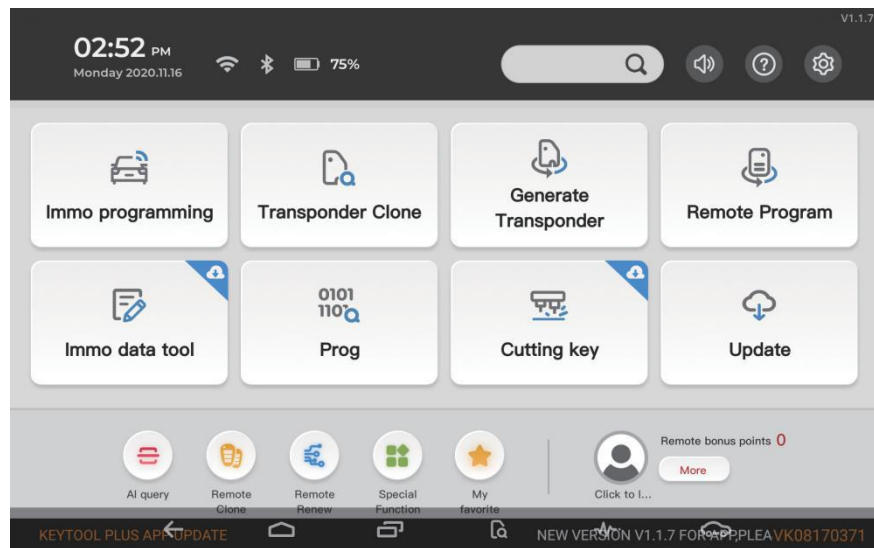 V1.1.7
02:52 PM
Monday 2020.11.16
75%
Immo programming
Transponder Clone
Generate
Transponder
Remote Program
Immo data tool
0101
110
Prog
Cutting key
Update
AI query
Remote
Clone
Remote
Renew
Special
Function
My
favorite
Click to l...
Remote bonus points 0
More
KEYTOOL PLUS APP UPDATE
NEW VERSION V1.1.7 FOR APP,PLEA
VK08170371